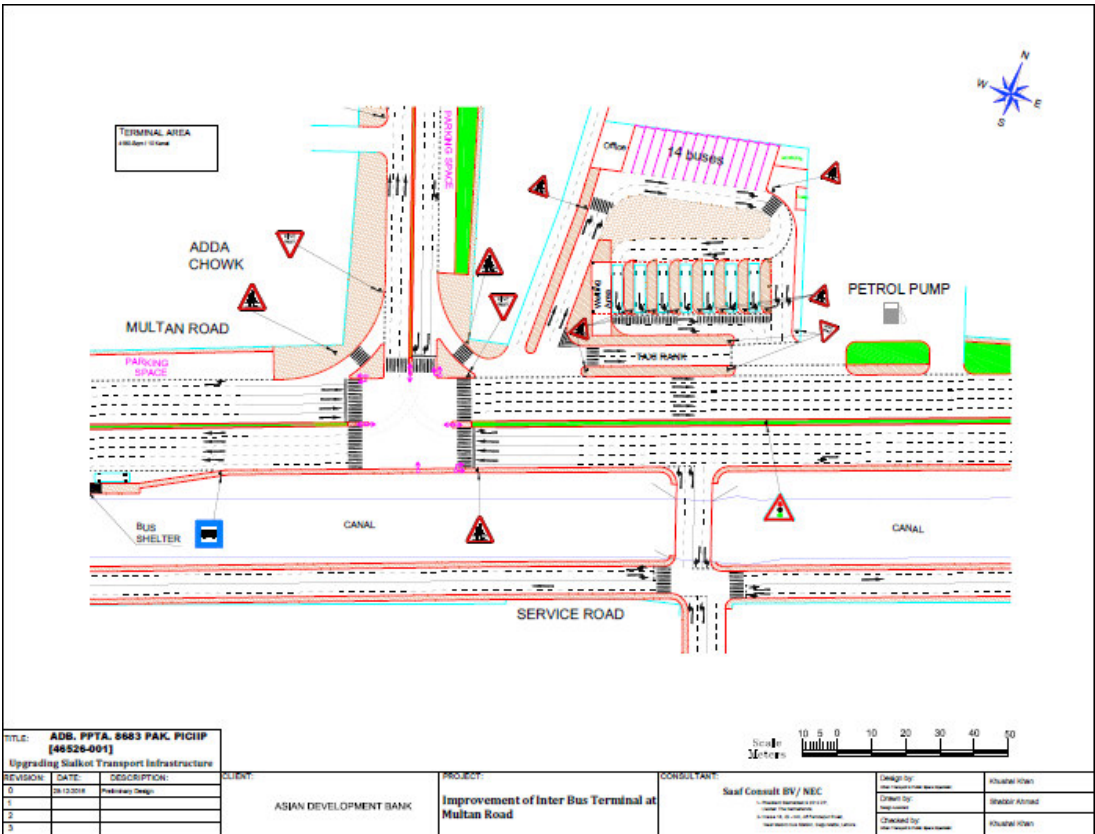 N
W
E
S
TERMINAL AREA
PARKING SPACE
Office
14 buses
ADDA
CHOWK
MULTAN ROAD
PARKING
SPACE
Waiting
Area
TAXI RANK
PETROL PUMP
BUS
SHELTER
CANAL
CANAL
SERVICE ROAD
Scale
Meters
10 5 0 10 20 30 40 50
TITLE: ADB. PPTA. 8683 PAK. PICIIP
[46526-001]
Upgrading Sialkot Transport Infrastructure
REVISION: DATE: DESCRIPTION:
0 Preliminary Design
1
2
3
CLIENT:
ASIAN DEVELOPMENT BANK
PROJECT:
Improvement of Inter Bus Terminal at
Multan Road
CONSULTANT:
Saaf Consult BV/ NEC
Design by: Khushal Khan
Drawn by: Shabbir Ahmad
Checked by: Khushal Khan